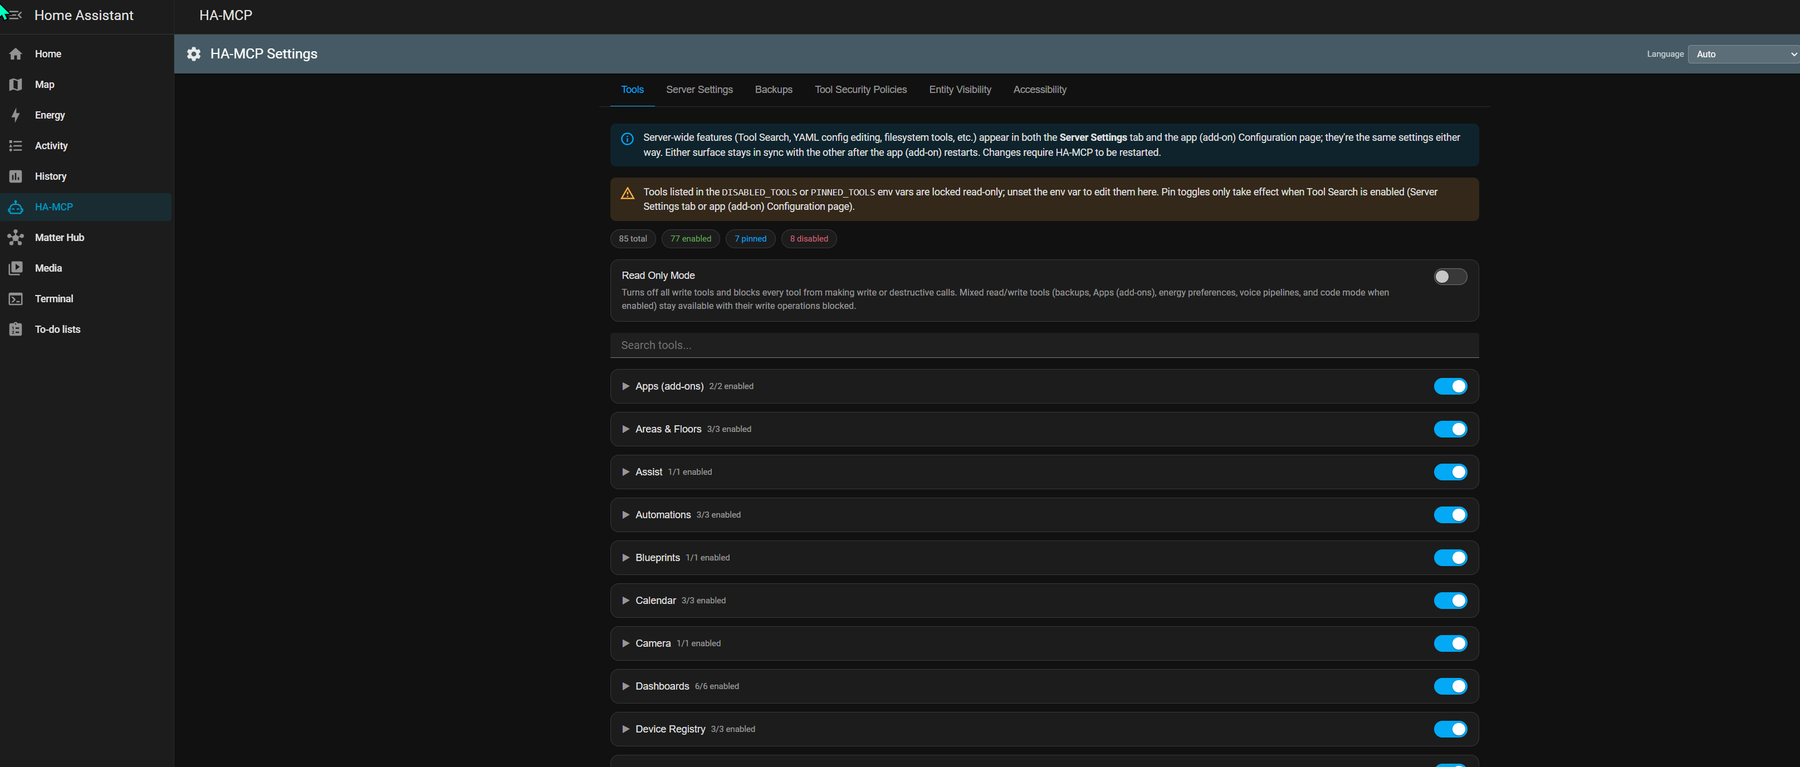 Home Assistant
HA-MCP
HA-MCP Settings
Language
Auto
Home
Map
Energy
Activity
History
HA-MCP
Matter Hub
Media
Terminal
To-do lists
Tools
Server Settings
Backups
Tool Security Policies
Entity Visibility
Accessibility
Server-wide features (Tool Search, YAML config editing, filesystem tools, etc.) appear in both the Server Settings tab and the app (add-on) Configuration page; they're the same settings either
way. Either surface stays in sync with the other after the app (add-on) restarts. Changes require HA-MCP to be restarted.
Tools listed in the DISABLED_TOOLS or PINNED_TOOLS env vars are locked read-only; unset the env var to edit them here. Pin toggles only take effect when Tool Search is enabled (Server
Settings tab or app (add-on) Configuration page).
85 total
77 enabled
7 pinned
8 disabled
Read Only Mode
Turns off all write tools and blocks every tool from making write or destructive calls. Mixed read/write tools (backups, Apps (add-ons), energy preferences, voice pipelines, and code mode when
enabled) stay available with their write operations blocked.
Search tools...
Apps (add-ons) 2/2 enabled
Areas & Floors 3/3 enabled
Assist 1/1 enabled
Automations 3/3 enabled
Blueprints 1/1 enabled
Calendar 3/3 enabled
Camera 1/1 enabled
Dashboards 6/6 enabled
Device Registry 3/3 enabled